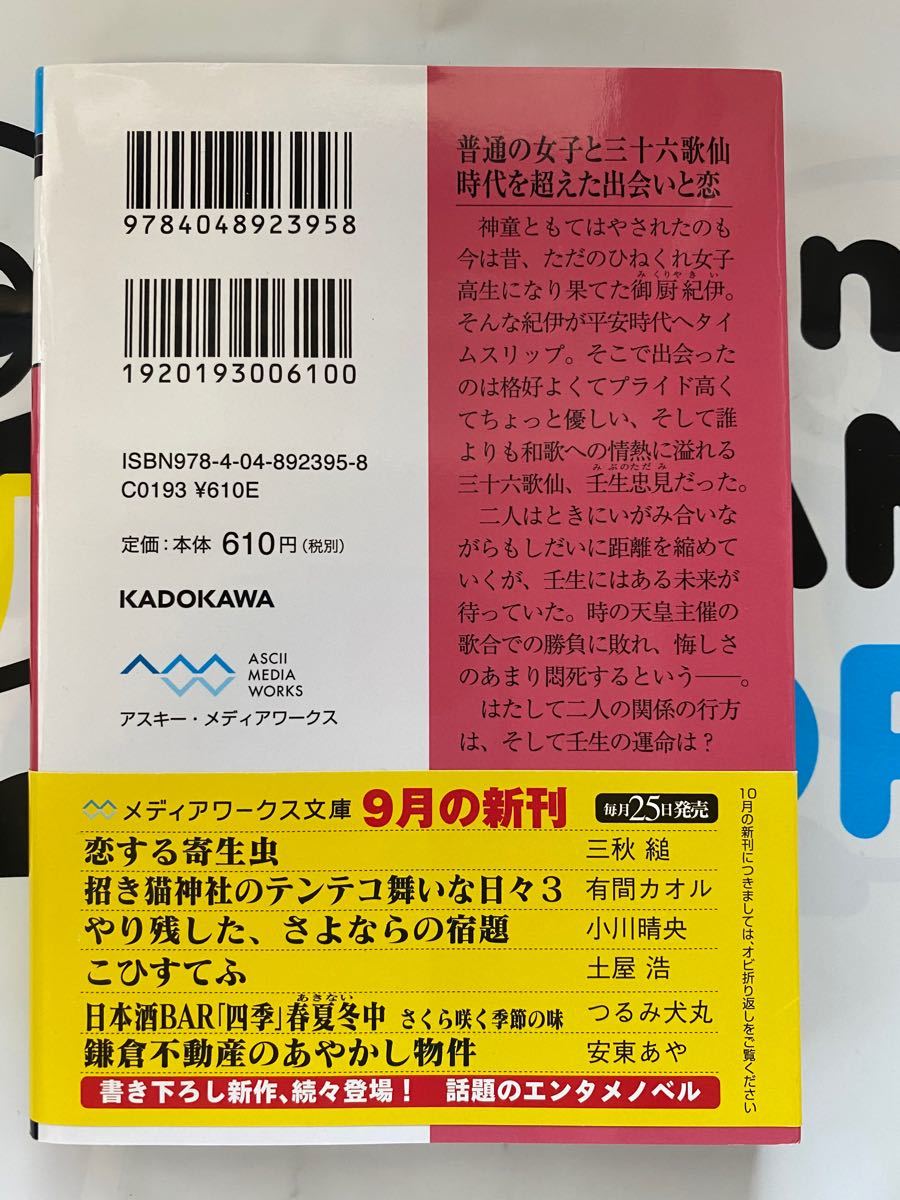 9784048923958
1920193006100
ISBN978-4-04-892395-8
C0193 ¥610E
定価：本体 610円（税別）
KADOKAWA
ASCII
MEDIA
WORKS
アスキー・メディアワークス
普通の女子と三十六歌仙
時代を超えた出会いと恋
神童ともてはやされたのも
今は昔、ただのひねくれ女子
みくりやきい
高生になり果てた御厨紀伊。
そんな紀伊が平安時代へタイ
ムスリップ。そこで出会った
のは格好よくてプライド高く
てちょっと優しい、そして誰
よりも和歌への情熱に溢れる
みぶのただみ
三十六歌仙、壬生忠見だった。
二人はときにいがみ合いな
がらもしだいに距離を縮めて
いくが、壬生にはある未来が
待っていた。時の天皇主催の
歌合での勝負に敗れ、悔しさ
のあまり悶死するという――。
はたして二人の関係の行方
は、そして壬生の運命は？
メディアワークス文庫 9月の新刊 毎月25日発売
恋する寄生虫 三秋 縋
招き猫神社のテンテコ舞いな日々3 有間カオル
やり残した、さよならの宿題 小川晴央
こひすてふ 土屋 浩
あきない
日本酒BAR「四季」春夏冬中 さくら咲く季節の味 つるみ犬丸
鎌倉不動産のあやかし物件 安東あや
書き下ろし新作、続々登場！ 話題のエンタメノベル
10月の新刊につきましては、オビ折り返しをご覧ください